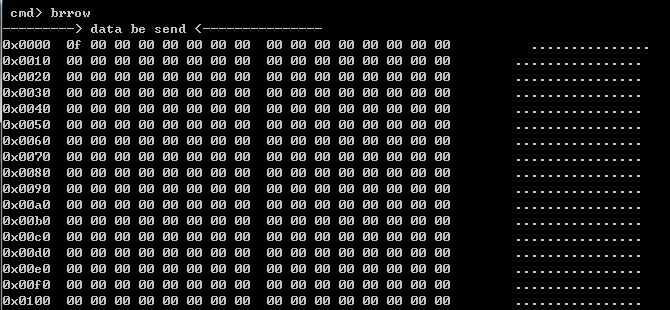 cmd> brrow
---------> data be send <---------------
0x0000  0f 00 00 00 00 00 00 00  00 00 00 00 00 00 00 00          ...............
0x0010  00 00 00 00 00 00 00 00  00 00 00 00 00 00 00 00        ................
0x0020  00 00 00 00 00 00 00 00  00 00 00 00 00 00 00 00        ................
0x0030  00 00 00 00 00 00 00 00  00 00 00 00 00 00 00 00        ................
0x0040  00 00 00 00 00 00 00 00  00 00 00 00 00 00 00 00        ................
0x0050  00 00 00 00 00 00 00 00  00 00 00 00 00 00 00 00        ................
0x0060  00 00 00 00 00 00 00 00  00 00 00 00 00 00 00 00        ................
0x0070  00 00 00 00 00 00 00 00  00 00 00 00 00 00 00 00        ................
0x0080  00 00 00 00 00 00 00 00  00 00 00 00 00 00 00 00        ................
0x0090  00 00 00 00 00 00 00 00  00 00 00 00 00 00 00 00        ................
0x00a0  00 00 00 00 00 00 00 00  00 00 00 00 00 00 00 00        ................
0x00b0  00 00 00 00 00 00 00 00  00 00 00 00 00 00 00 00        ................
0x00c0  00 00 00 00 00 00 00 00  00 00 00 00 00 00 00 00        ................
0x00d0  00 00 00 00 00 00 00 00  00 00 00 00 00 00 00 00        ................
0x00e0  00 00 00 00 00 00 00 00  00 00 00 00 00 00 00 00        ................
0x00f0  00 00 00 00 00 00 00 00  00 00 00 00 00 00 00 00        ................
0x0100  00 00 00 00 00 00 00 00  00 00 00 00 00 00 00 00        ................